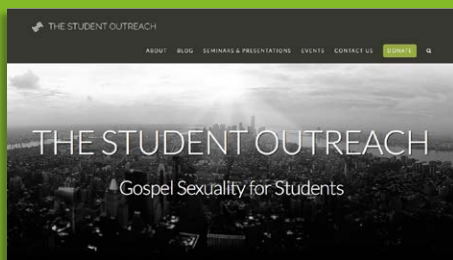 THE STUDENT OUTREACH
ABOUT BLOG SEMINARS & PRESENTATIONS EVENTS CONTACT US DONATE
THE STUDENT OUTREACH
Gospel Sexuality for Students